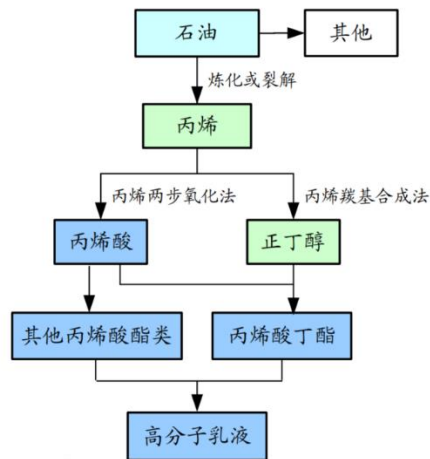 石油
其他
炼化或裂解
丙烯
丙烯两步氧化法
丙烯羰基合成法
丙烯酸
正丁醇
其他丙烯酸酯类
丙烯酸丁酯
高分子乳液